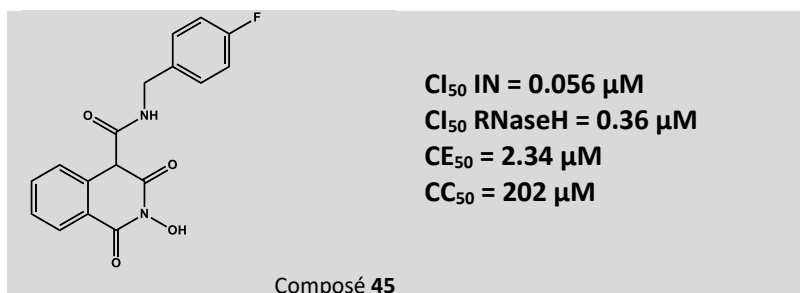 F
O
NH
O
N
OH
O
CI₅₀ IN = 0.056 µM
CI₅₀ RNaseH = 0.36 µM
CE₅₀ = 2.34 µM
CC₅₀ = 202 µM
Composé 45